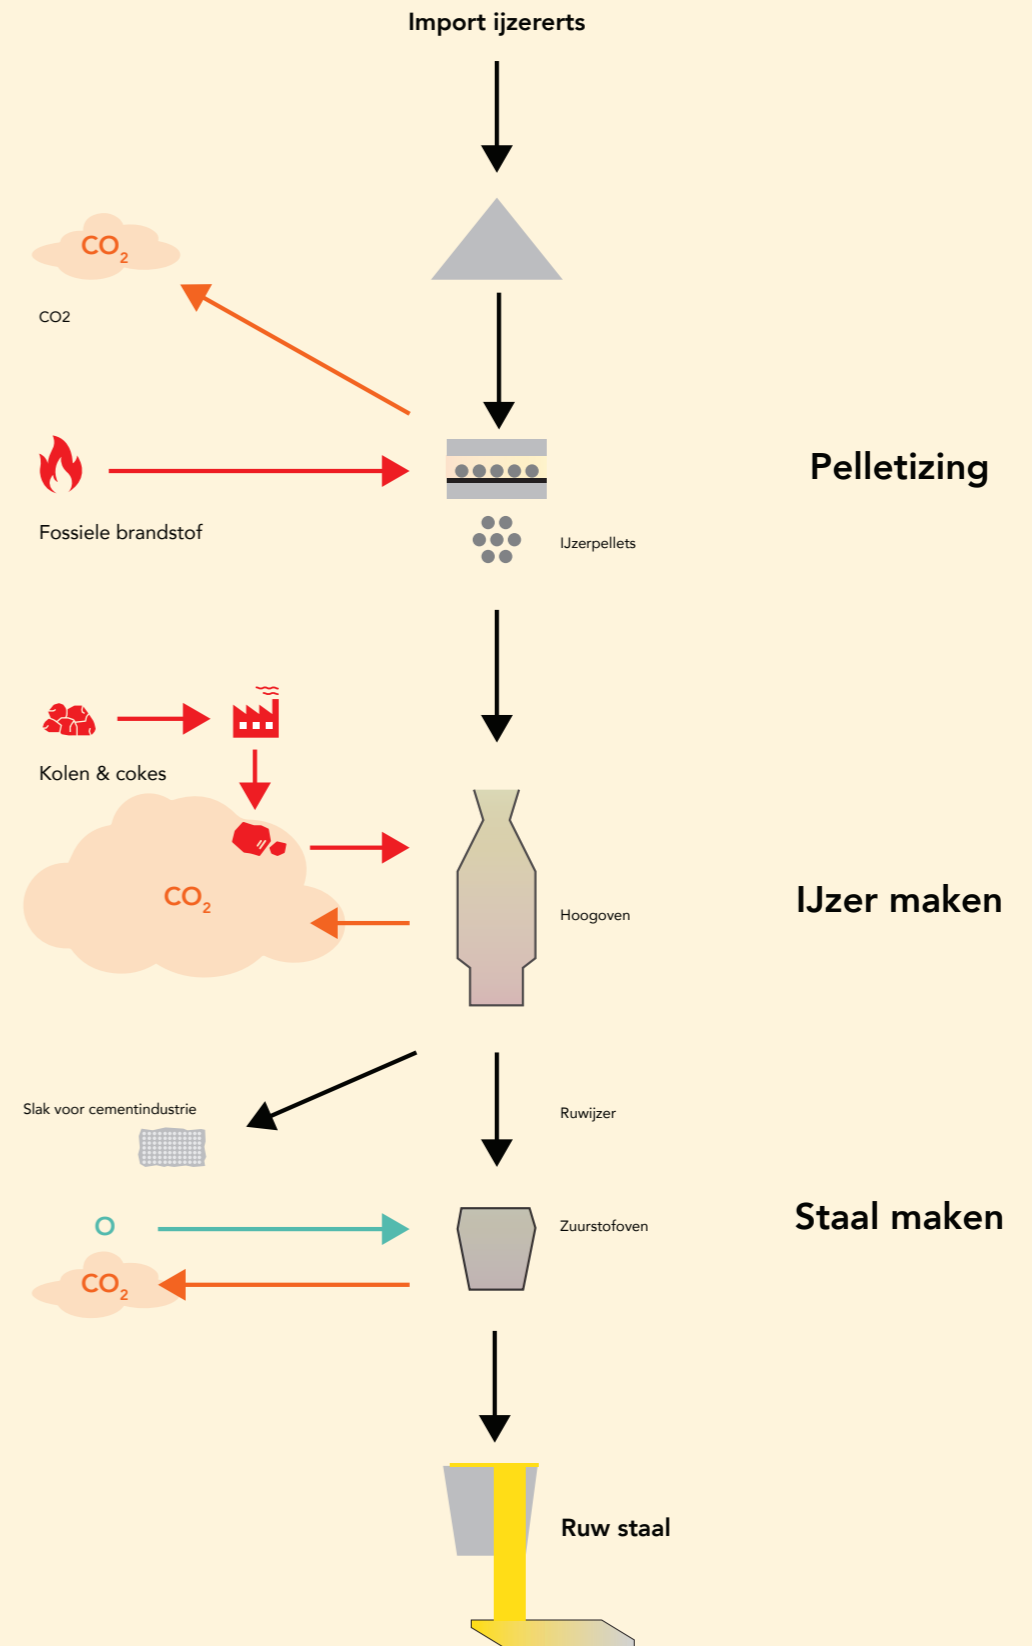 Import ijzererts
CO2
CO2
Fossiele brandstof
Pelletizing
IJzerpellets
Kolen & cokes
CO2
IJzer maken
Hoogoven
Slak voor cementindustrie
Ruwijzer
O
Zuurstofoven
Staal maken
CO2
Ruw staal